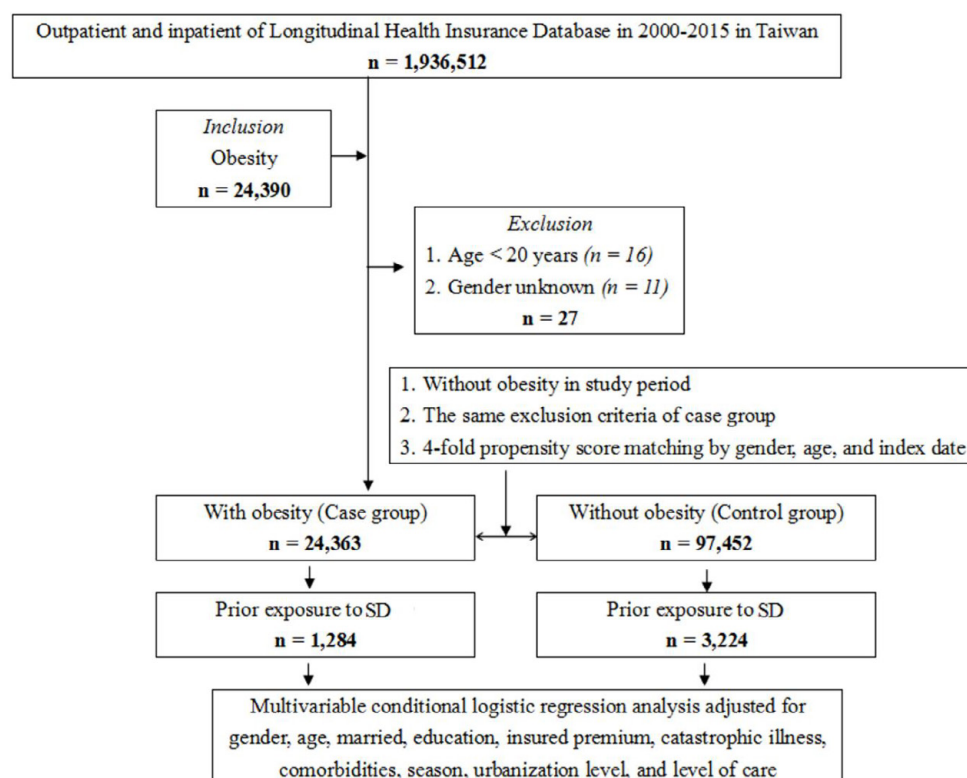 Outpatient and inpatient of Longitudinal Health Insurance Database in 2000-2015 in Taiwan
n = 1,936,512
Inclusion
Obesity
n = 24,390
Exclusion
1. Age < 20 years (n = 16)
2. Gender unknown (n = 11)
n = 27
1. Without obesity in study period
2. The same exclusion criteria of case group
3. 4-fold propensity score matching by gender, age, and index date
With obesity (Case group)
n = 24,363
Without obesity (Control group)
n = 97,452
Prior exposure to SD
n = 1,284
Prior exposure to SD
n = 3,224
Multivariable conditional logistic regression analysis adjusted for
gender, age, married, education, insured premium, catastrophic illness,
comorbidities, season, urbanization level, and level of care